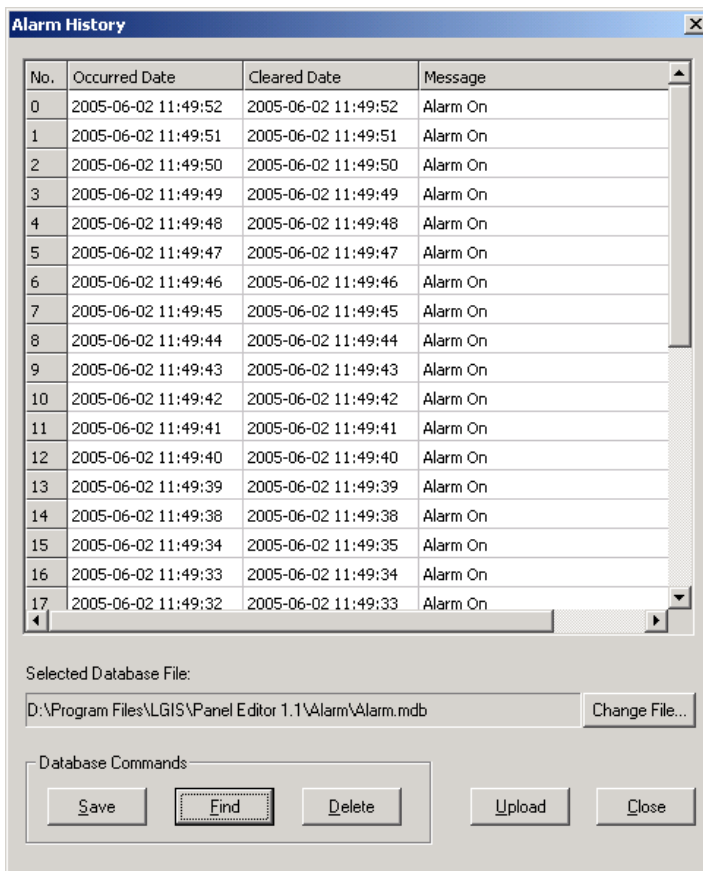 Alarm History
No. Occurred Date Cleared Date Message
0 2005-06-02 11:49:52 2005-06-02 11:49:52 Alarm On
1 2005-06-02 11:49:51 2005-06-02 11:49:51 Alarm On
2 2005-06-02 11:49:50 2005-06-02 11:49:50 Alarm On
3 2005-06-02 11:49:49 2005-06-02 11:49:49 Alarm On
4 2005-06-02 11:49:48 2005-06-02 11:49:48 Alarm On
5 2005-06-02 11:49:47 2005-06-02 11:49:47 Alarm On
6 2005-06-02 11:49:46 2005-06-02 11:49:46 Alarm On
7 2005-06-02 11:49:45 2005-06-02 11:49:45 Alarm On
8 2005-06-02 11:49:44 2005-06-02 11:49:44 Alarm On
9 2005-06-02 11:49:43 2005-06-02 11:49:43 Alarm On
10 2005-06-02 11:49:42 2005-06-02 11:49:42 Alarm On
11 2005-06-02 11:49:41 2005-06-02 11:49:41 Alarm On
12 2005-06-02 11:49:40 2005-06-02 11:49:40 Alarm On
13 2005-06-02 11:49:39 2005-06-02 11:49:39 Alarm On
14 2005-06-02 11:49:38 2005-06-02 11:49:38 Alarm On
15 2005-06-02 11:49:34 2005-06-02 11:49:35 Alarm On
16 2005-06-02 11:49:33 2005-06-02 11:49:34 Alarm On
17 2005-06-02 11:49:32 2005-06-02 11:49:33 Alarm On
Selected Database File:
D:\Program Files\LGIS\Panel Editor 1.1\Alarm\Alarm.mdb Change File...
Database Commands
Save Find Delete Upload Close